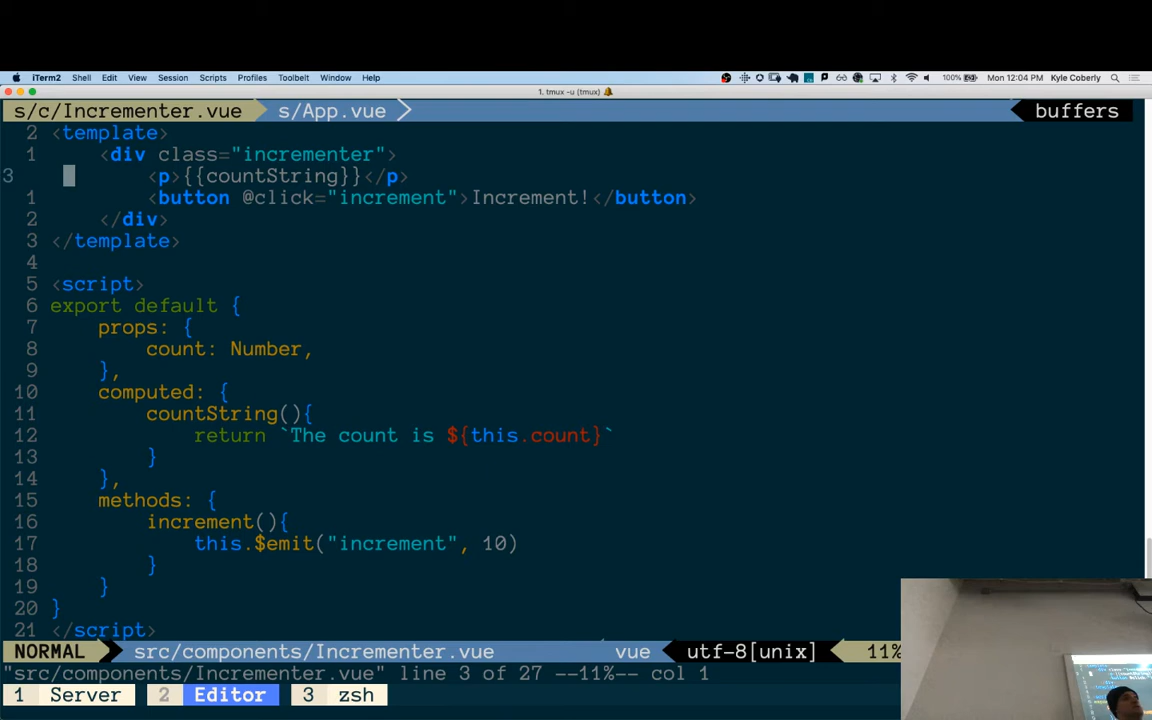 iTerm2 Shell Edit View Session Scripts Profiles Toolbelt Window Help 100% Mon 12:04 PM Kyle Coberly
1. tmux -u (tmux)
s/c/Incrementer.vue s/App.vue buffers
2 <template>
1 <div class="incrementer">
3 <p>{{countString}}</p>
1 <button @click="increment">Increment!</button>
2 </div>
3 </template>
4
5 <script>
6 export default {
7 props: {
8 count: Number,
9 },
10 computed: {
11 countString(){
12 return `The count is ${this.count}`
13 }
14 },
15 methods: {
16 increment(){
17 this.$emit("increment", 10)
18 }
19 }
20 }
21 </script>
NORMAL src/components/Incrementer.vue vue utf-8[unix] 11%
"src/components/Incrementer.vue" line 3 of 27 --11%-- col 1
1 Server 2 Editor 3 zsh